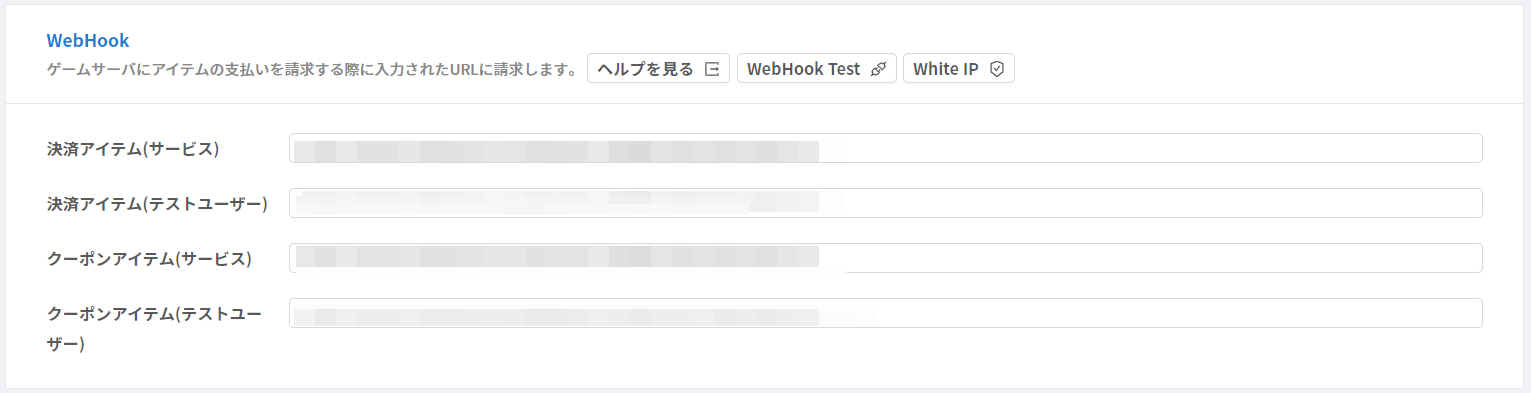 WebHook
ゲームサーバにアイテムの支払いを請求する際に入力されたURLに請求します。 ヘルプを見る WebHook Test White IP
決済アイテム(サービス)
決済アイテム(テストユーザー)
クーポンアイテム(サービス)
クーポンアイテム(テストユー
ザー)